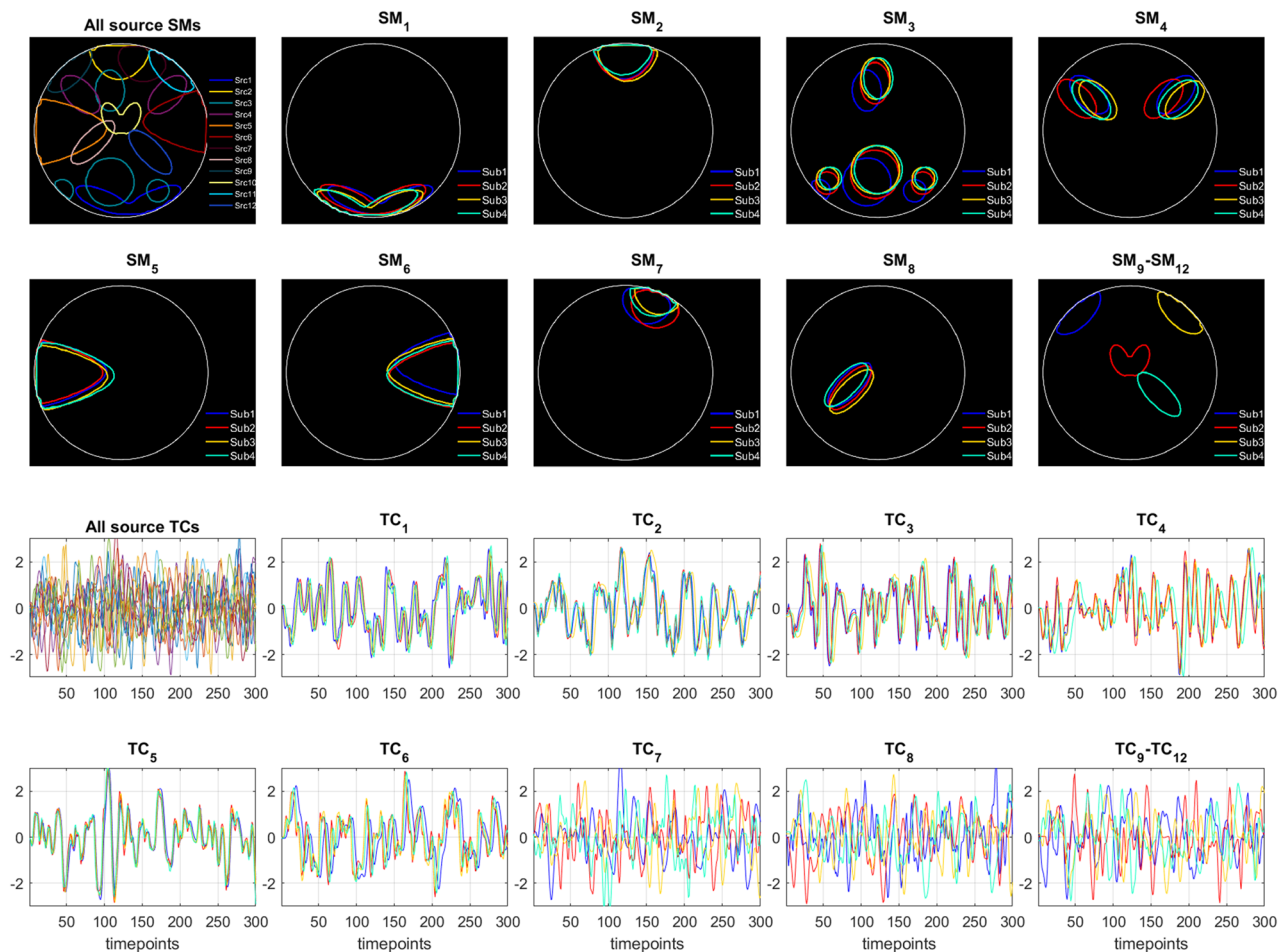 All source SMs
SM1
SM2
SM3
SM4
Src1
Src2
Src3
Src4
Src5
Src6
Src7
Src8
Src9
Src10
Src11
Src12
Sub1
Sub2
Sub3
Sub4
Sub1
Sub2
Sub3
Sub4
Sub1
Sub2
Sub3
Sub4
Sub1
Sub2
Sub3
Sub4
SM5
SM6
SM7
SM8
SM9-SM12
Sub1
Sub2
Sub3
Sub4
Sub1
Sub2
Sub3
Sub4
Sub1
Sub2
Sub3
Sub4
Sub1
Sub2
Sub3
Sub4
Sub1
Sub2
Sub3
Sub4
All source TCs
TC1
TC2
TC3
TC4
2 2 2 2 2
0 0 0 0 0
-2 -2 -2 -2 -2
50 100 150 200 250 300 50 100 150 200 250 300 50 100 150 200 250 300 50 100 150 200 250 300 50 100 150 200 250 300
TC5
TC6
TC7
TC8
TC9-TC12
2 2 2 2 2
0 0 0 0 0
-2 -2 -2 -2 -2
50 100 150 200 250 300 50 100 150 200 250 300 50 100 150 200 250 300 50 100 150 200 250 300 50 100 150 200 250 300
timepoints timepoints timepoints timepoints timepoints